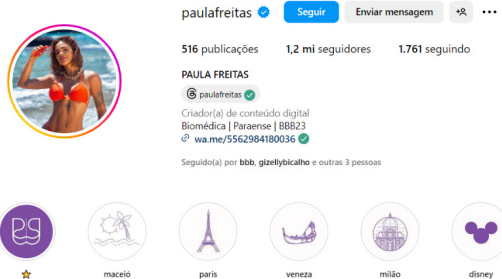 paulafreitas Seguir Enviar mensagem
516 publicações 1,2 mi seguidores 1.761 seguindo
PAULA FREITAS
paulafreitas
Criador(a) de conteúdo digital
Biomédica | Paraense | BBB23
wa.me/5562984180036
Seguido(a) por bbb, gizellybicalho e outras 3 pessoas
maceió paris veneza milão disney